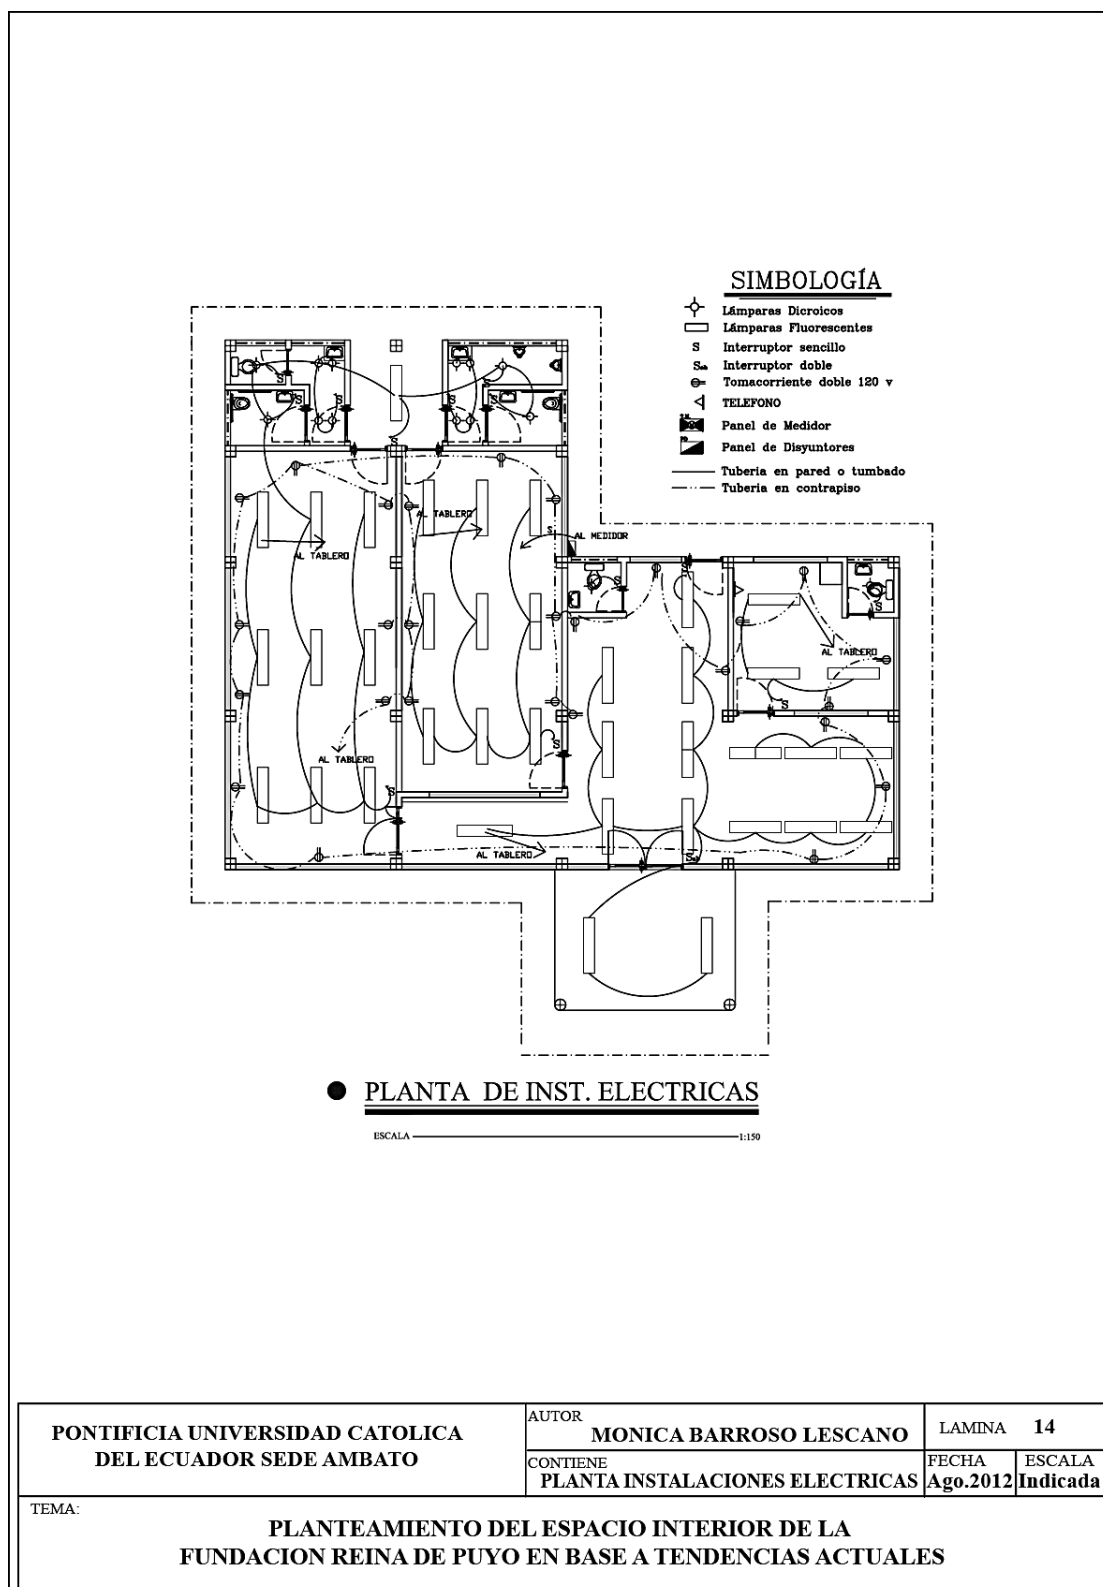 SIMBOLOGÍA
Lámparas Dicroicos
Lámparas Fluorescentes
S Interruptor sencillo
S Interruptor doble
Tomacorriente doble 120 v
TELEFONO
Panel de Medidor
PD Panel de Disyuntores
Tuberia en pared o tumbado
Tuberia en contrapiso
S
S
S
S
S
S
S
AL TABLERO
AL TABLERO
S AL MEDIDOR
S
S
S
AL TABLERO
S
S
AL TABLERO
S
AL TABLERO
S
PLANTA DE INST. ELECTRICAS
ESCALA 1:150
PONTIFICIA UNIVERSIDAD CATOLICA
DEL ECUADOR SEDE AMBATO
AUTOR
MONICA BARROSO LESCANO
LAMINA 14
CONTIENE
PLANTA INSTALACIONES ELECTRICAS
FECHA
Ago.2012
ESCALA
Indicada
TEMA:
PLANTEAMIENTO DEL ESPACIO INTERIOR DE LA
FUNDACION REINA DE PUYO EN BASE A TENDENCIAS ACTUALES